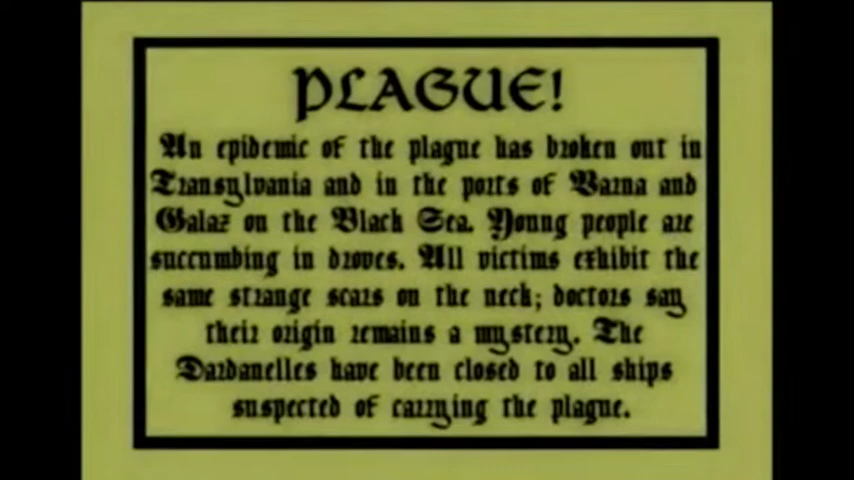 PLAGUE!
An epidemic of the plague has broken out in
Transylvania and in the ports of Varna and
Galaz on the Black Sea. Young people are
succumbing in droves. All victims exhibit the
same strange scars on the neck; doctors say
their origin remains a mystery. The
Dardanelles have been closed to all ships
suspected of carrying the plague.